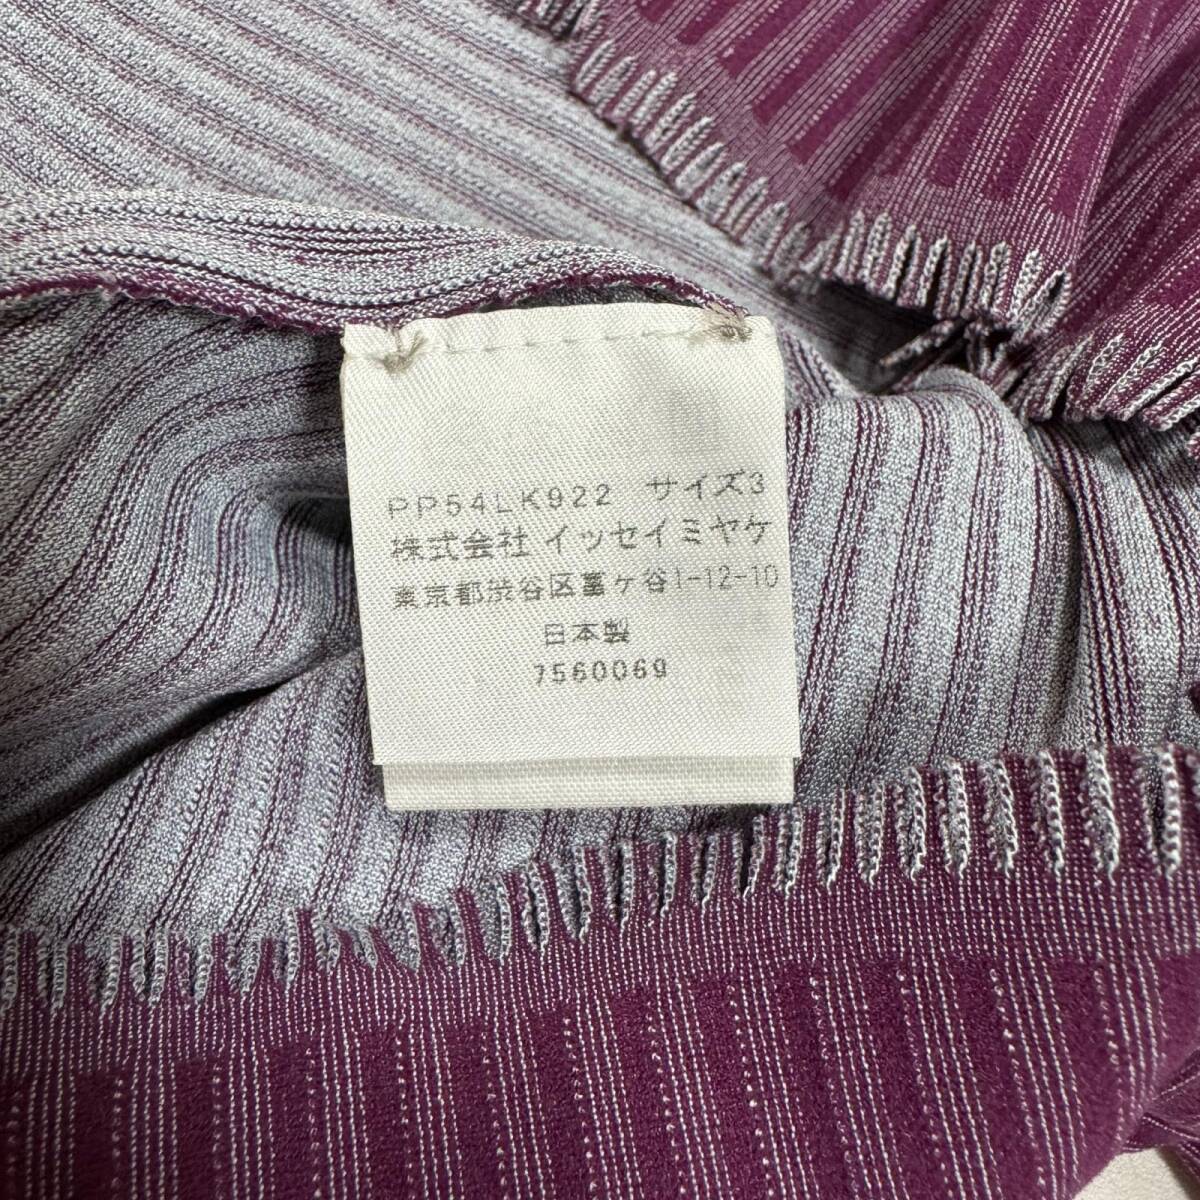 PP54LK922 サイズ3
株式会社 イッセイミヤケ
東京都渋谷区富ヶ谷1-12-10
日本製
7560069